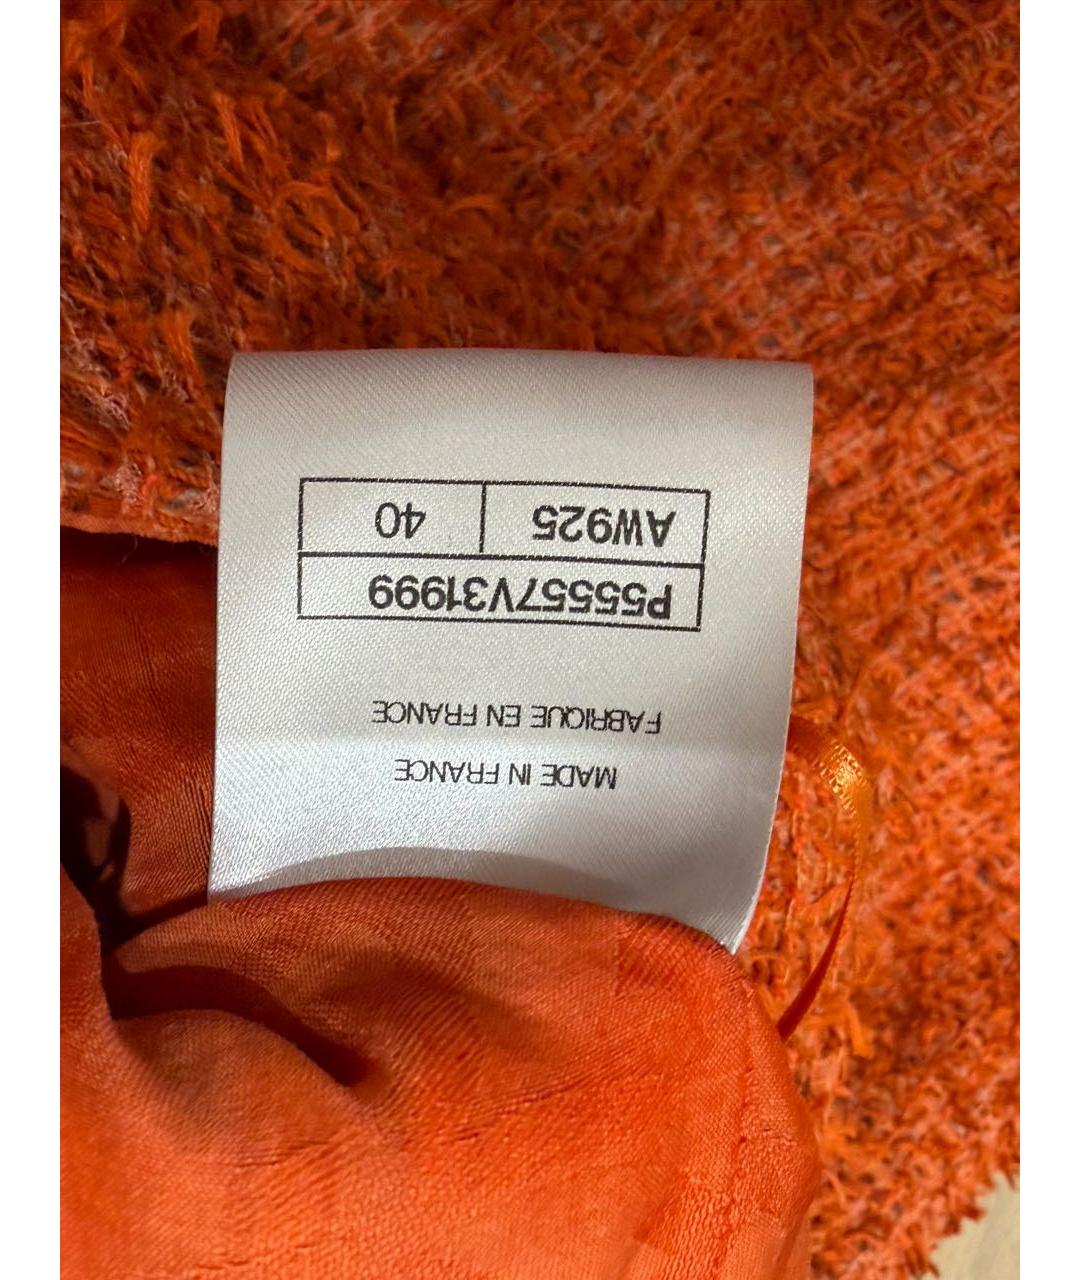 MADE IN FRANCE
FABRIQUE EN FRANCE
P55557V31999
AW925 40